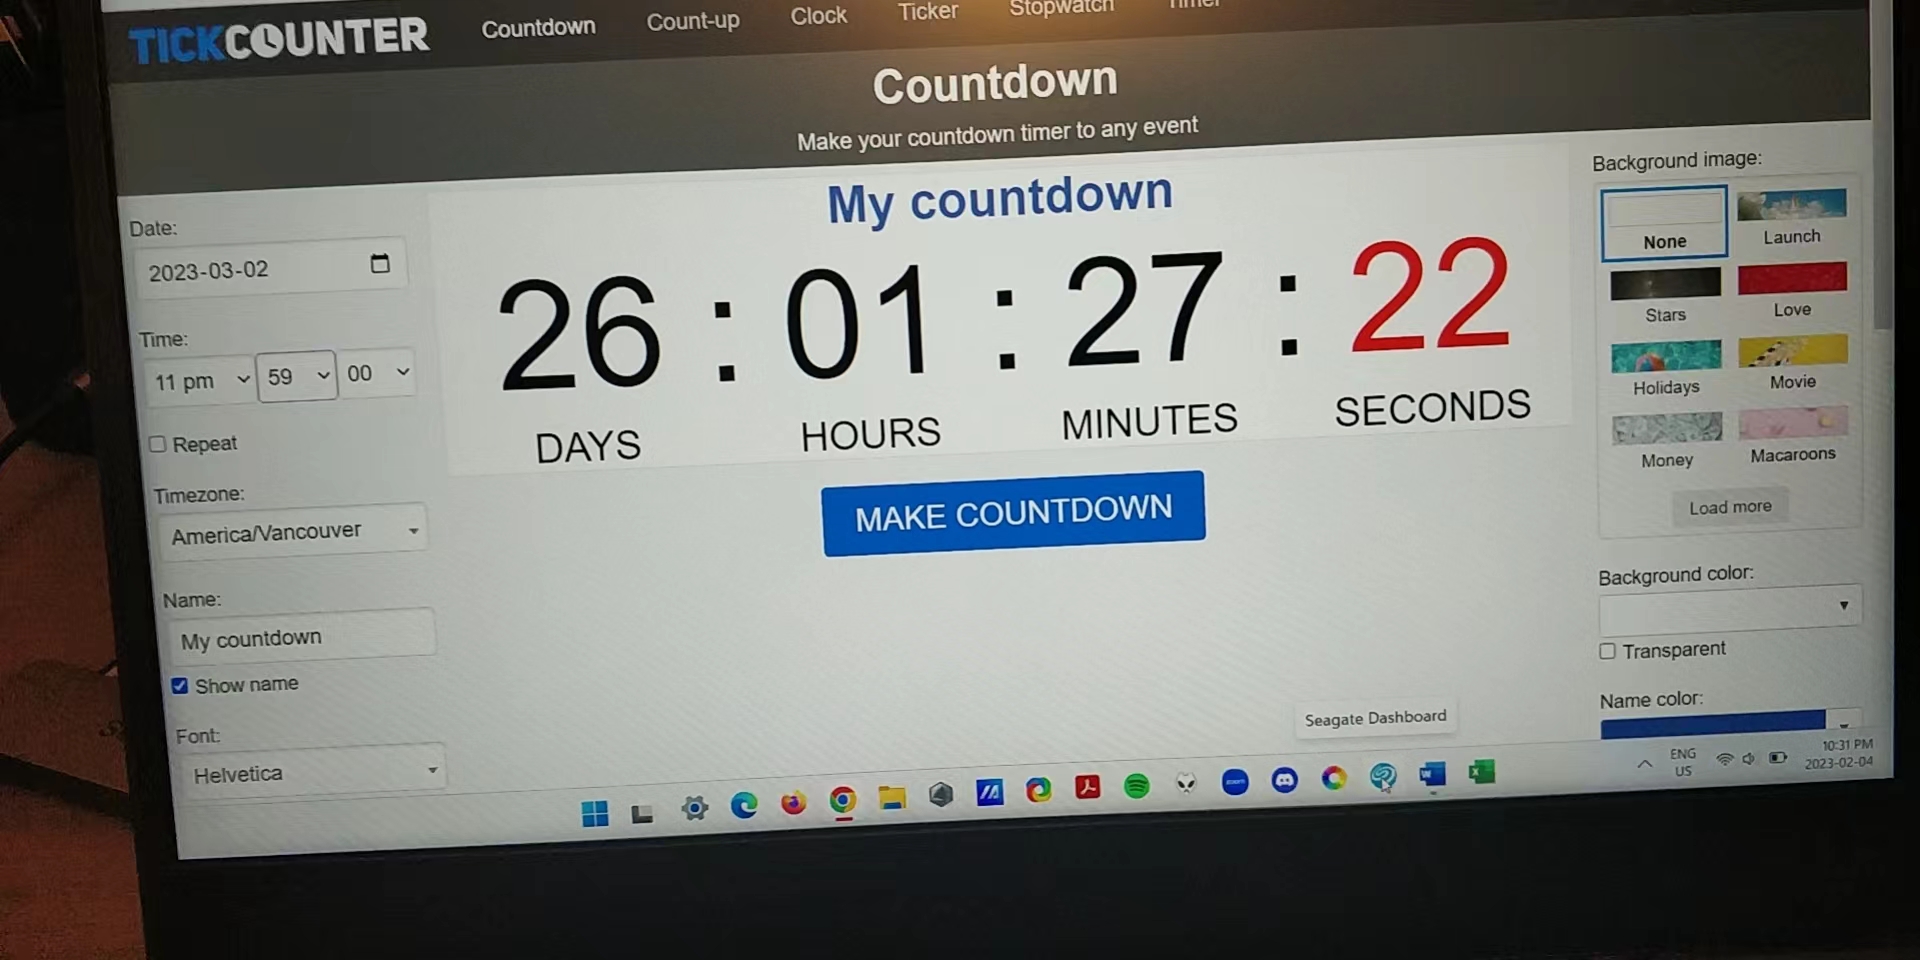 TICKCOUNTER
Countdown Count-up Clock Ticker Stopwatch Timer
Countdown
Make your countdown timer to any event
Date:
2023-03-02
Time:
11 pm 59 00
Repeat
Timezone:
America/Vancouver
Name:
My countdown
Show name
Font:
Helvetica
My countdown
26 : 01 : 27 : 22
DAYS HOURS MINUTES SECONDS
MAKE COUNTDOWN
Background image:
None Launch
Stars Love
Holidays Movie
Money Macaroons
Load more
Background color:
Transparent
Name color:
Seagate Dashboard
zoom
W
X
ENG
US
10:31 PM
2023-02-04